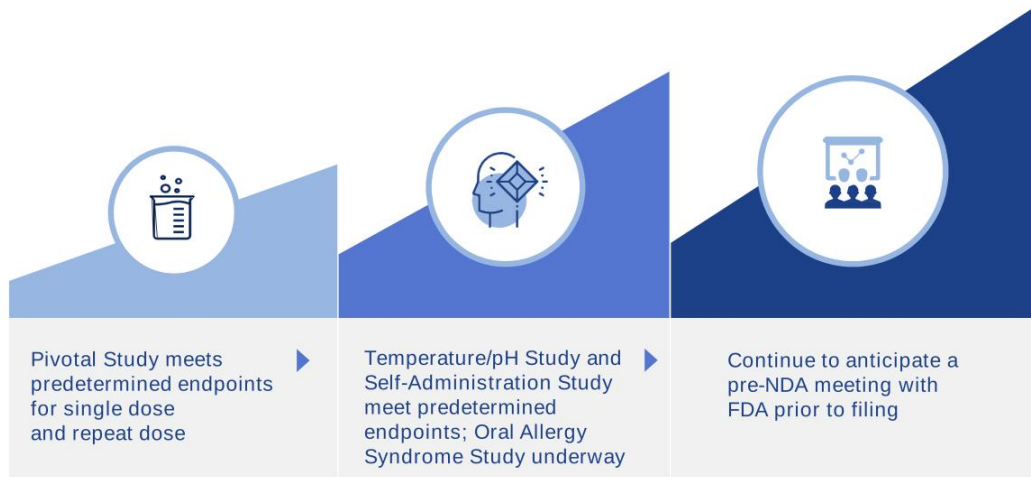 Pivotal Study meets
predetermined endpoints
for single dose
and repeat dose
Temperature/pH Study and
Self-Administration Study
meet predetermined
endpoints; Oral Allergy
Syndrome Study underway
Continue to anticipate a
pre-NDA meeting with
FDA prior to filing